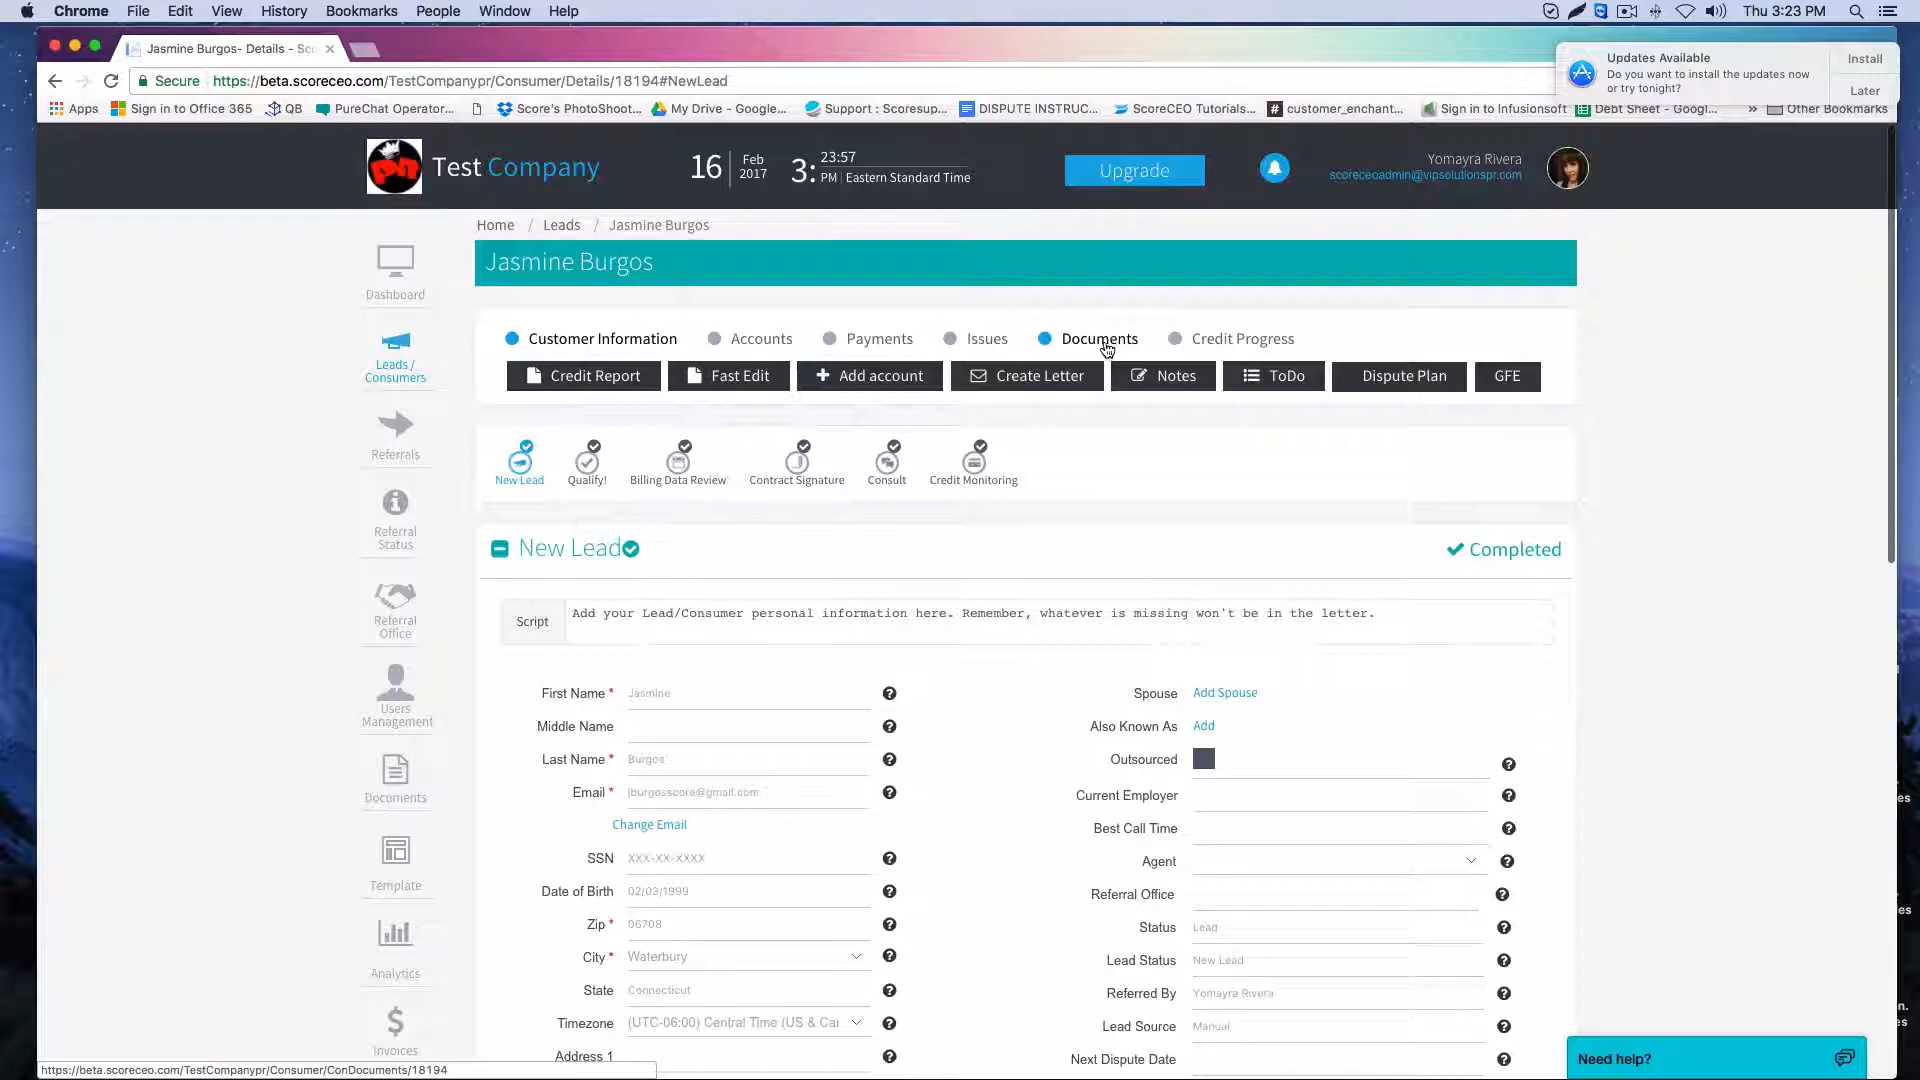 Chrome File Edit View History Bookmarks People Window Help Thu 3:23 PM
Jasmine Burgos- Details - Sco
Updates Available
Do you want to install the updates now
or try tonight?
Install
Later
Secure https://beta.scoreceo.com/TestCompanypr/Consumer/Details/18194#NewLead
Apps Sign in to Office 365 QB PureChat Operator... Score's PhotoShoot... My Drive - Google... Support : Scoresup... DISPUTE INSTRUC... ScoreCEO Tutorials... customer_enchant... Sign in to Infusionsoft Debt Sheet - Googl... » Other Bookmarks
Test Company
16 Feb
2017
3: 23:57
PM Eastern Standard Time
Upgrade
Yomayra Rivera
scoreceoadmin@vipsolutionspr.com
Home / Leads / Jasmine Burgos
Jasmine Burgos
Customer Information Accounts Payments Issues Documents Credit Progress
Credit Report Fast Edit + Add account Create Letter Notes ToDo Dispute Plan GFE
New Lead Qualify! Billing Data Review Contract Signature Consult Credit Monitoring
New Lead
Completed
Script
Add your Lead/Consumer personal information here. Remember, whatever is missing won't be in the letter.
First Name * Jasmine
Middle Name
Last Name * Burgos
Email * jburgosscore@gmail.com
Change Email
SSN XXX-XX-XXXX
Date of Birth 02/03/1999
Zip * 06708
City * Waterbury
State Connecticut
Timezone (UTC-06:00) Central Time (US & Car
Address 1
Spouse Add Spouse
Also Known As Add
Outsourced
Current Employer
Best Call Time
Agent
Referral Office
Status Lead
Lead Status New Lead
Referred By Yomayra Rivera
Lead Source Manual
Next Dispute Date
Dashboard
Leads /
Consumers
Referrals
Referral
Status
Referral
Office
Users
Management
Documents
Template
Analytics
Invoices
Need help?
https://beta.scoreceo.com/TestCompanypr/Consumer/ConDocuments/18194